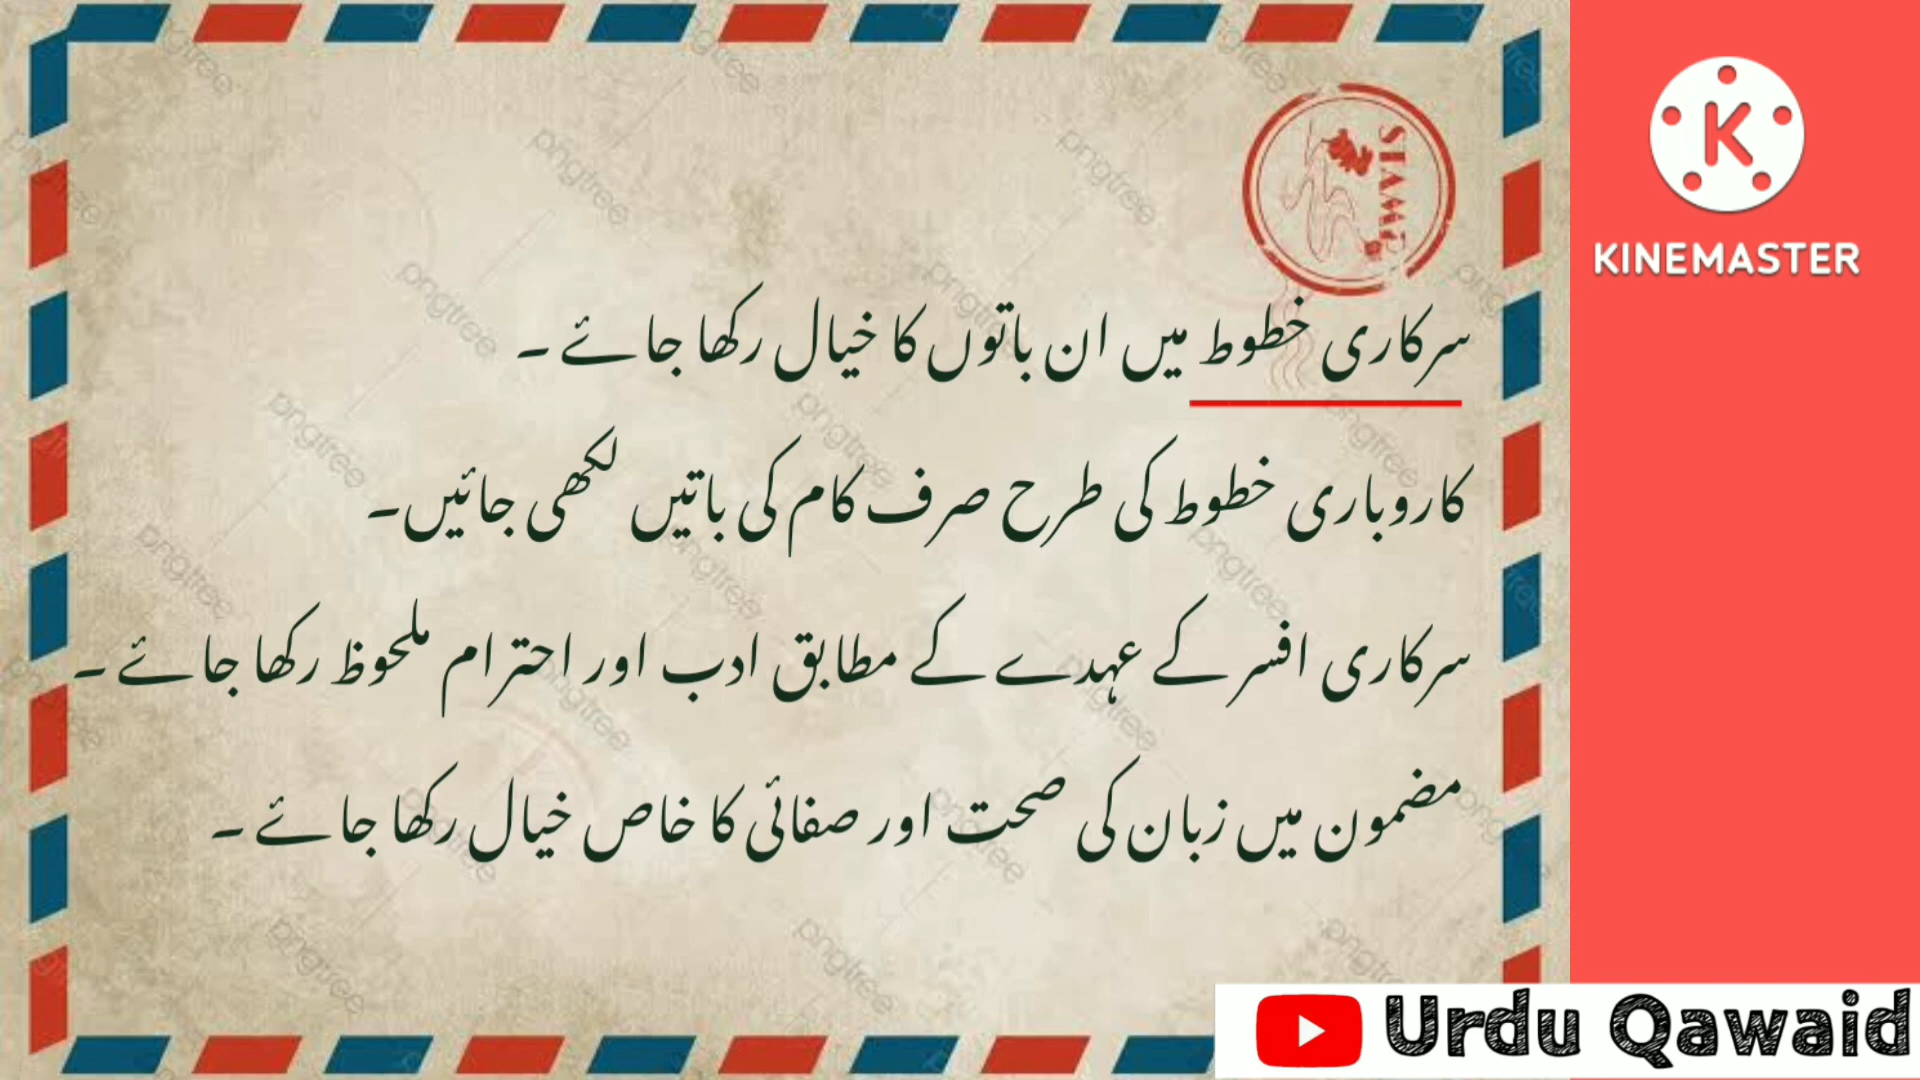 سرکاری خطوط میں ان باتوں کا خیال رکھا جائے ۔
کاروباری خطوط کی طرح صرف کام کی باتیں لکھی جائیں۔
سرکاری افسر کے عہدے کے مطابق ادب اور احترام ملحوظ رکھا جائے ۔
مضمون میں زبان کی صحت اور صفائی کا خاص خیال رکھا جائے ۔
K
KINEMASTER
Urdu Qawaid
pngtree